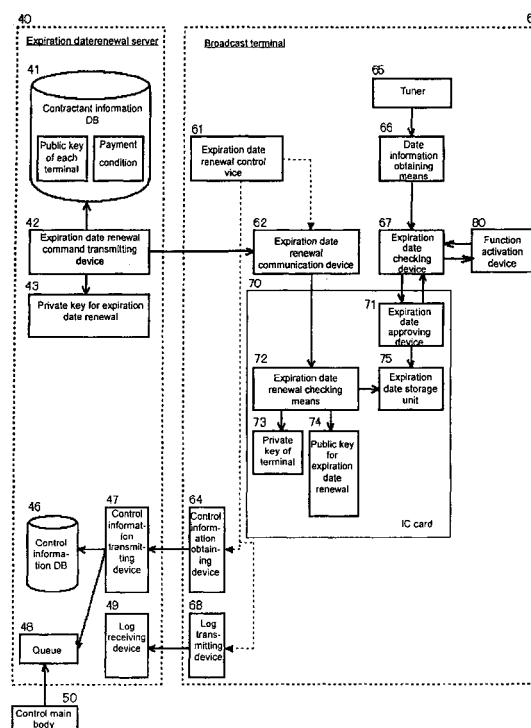 40
Expiration daterenewal server
41
Contractant information
DB
Public key
of each
terminal
Payment
condition
42
Expiration date renewal
command transmitting
device
43
Private key for expiration
date renewal
46
Control
information DB
47
Control
informat-
ion
transmit-
ting
device
48
Queue
49
Log
receiving
device
50
Control main
body
Broadcast terminal
61
Expiration date
renewal control
vice
62
Expiration date
renewal
communication device
64
Control
inform-
ation
obtain-
ing
device
68
Log
trans-
mitting
device
65
Tuner
66
Date
information
obtaining
means
67
Expiration
date
checking
device
80
Function
activation
device
70
71
Expiration
date
approving
device
72
Expiration date
renewal checking
means
75
Expiration
date storage
unit
73
Private key
of terminal
74
Public key
for
expiration
date
renewal
IC card